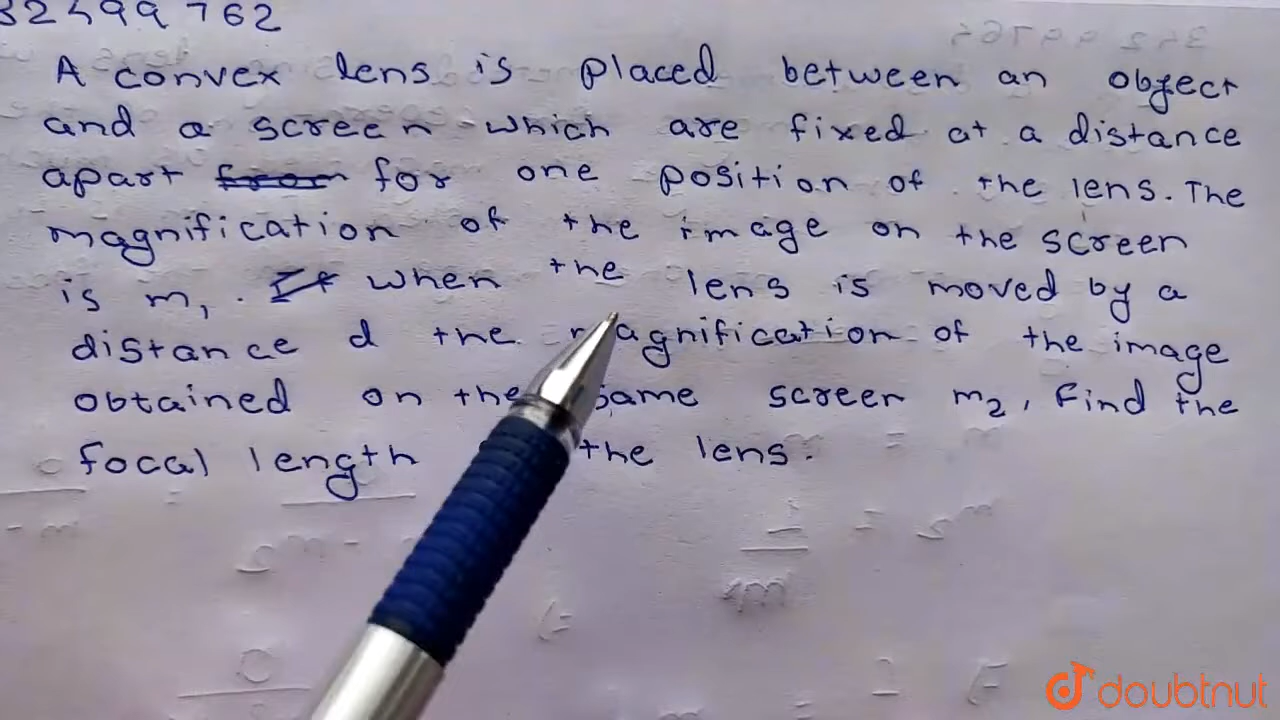 32499762
A convex lens is placed between an object
and a screen which are fixed at a distance
apart for one position of the lens. The
magnification of the image on the screen
is m1. When the lens is moved by a
distance d the magnification of the image
obtained on the same screen m2, Find the
focal length the lens.
doubtnut